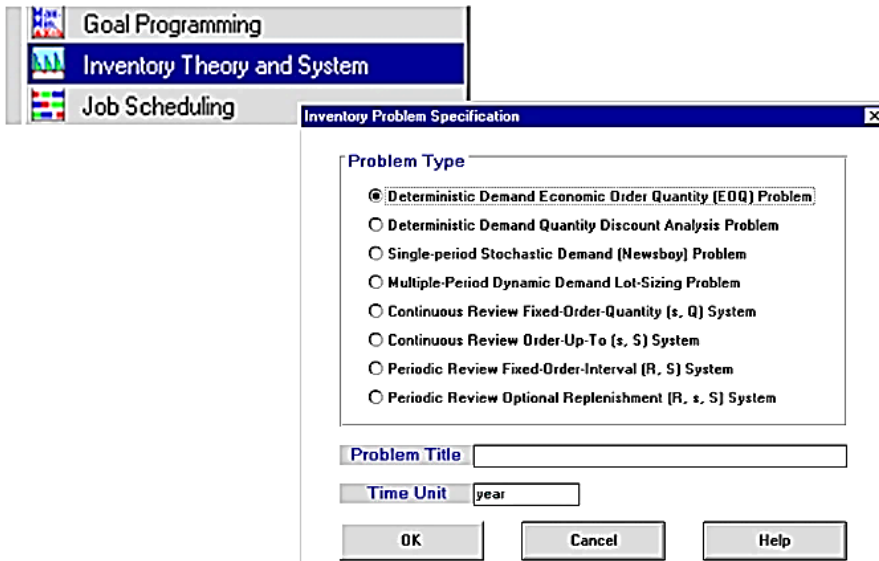 Goal Programming
Inventory Theory and System
Job Scheduling
Inventory Problem Specification
Problem Type
Deterministic Demand Economic Order Quantity (EOQ) Problem
Deterministic Demand Quantity Discount Analysis Problem
Single-period Stochastic Demand (Newsboy) Problem
Multiple-Period Dynamic Demand Lot-Sizing Problem
Continuous Review Fixed-Order-Quantity (s, Q) System
Continuous Review Order-Up-To (s, S) System
Periodic Review Fixed-Order-Interval (R, S) System
Periodic Review Optional Replenishment (R, s, S) System
Problem Title
Time Unit year
OK Cancel Help